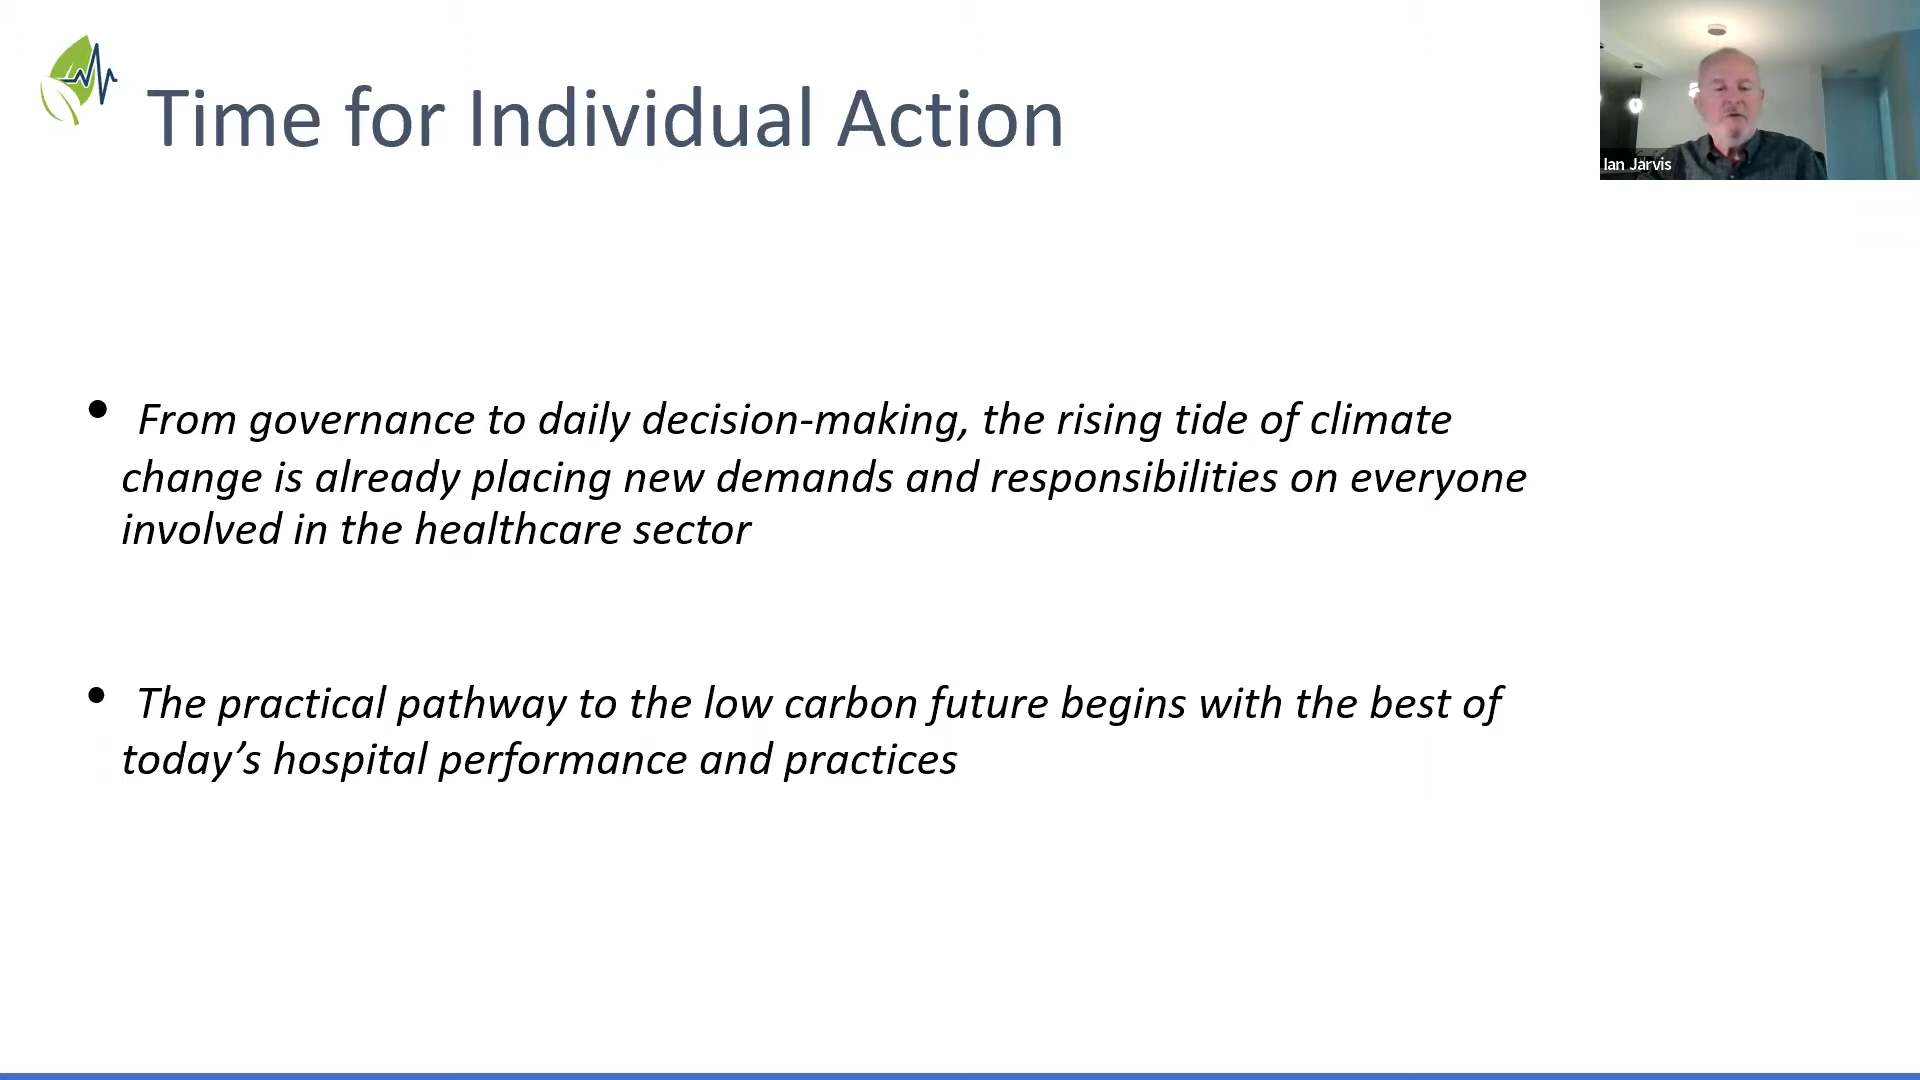 Time for Individual Action
Ian Jarvis
• From governance to daily decision-making, the rising tide of climate
change is already placing new demands and responsibilities on everyone
involved in the healthcare sector
• The practical pathway to the low carbon future begins with the best of
today’s hospital performance and practices